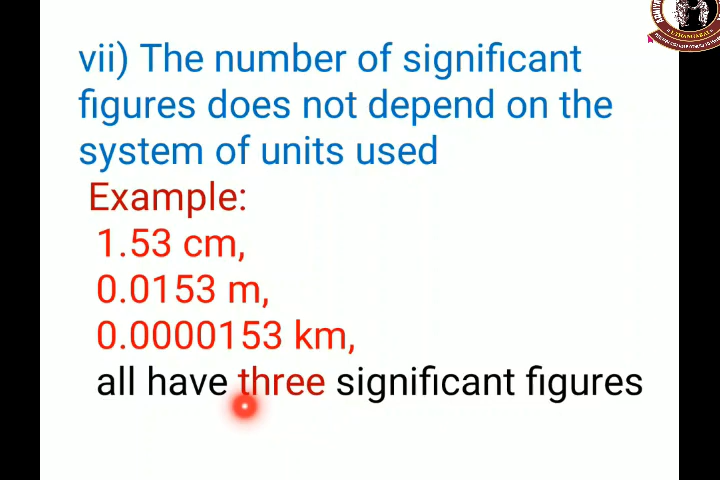 vii) The number of significant
figures does not depend on the
system of units used
Example:
1.53 cm,
0.0153 m,
0.0000153 km,
all have three significant figures